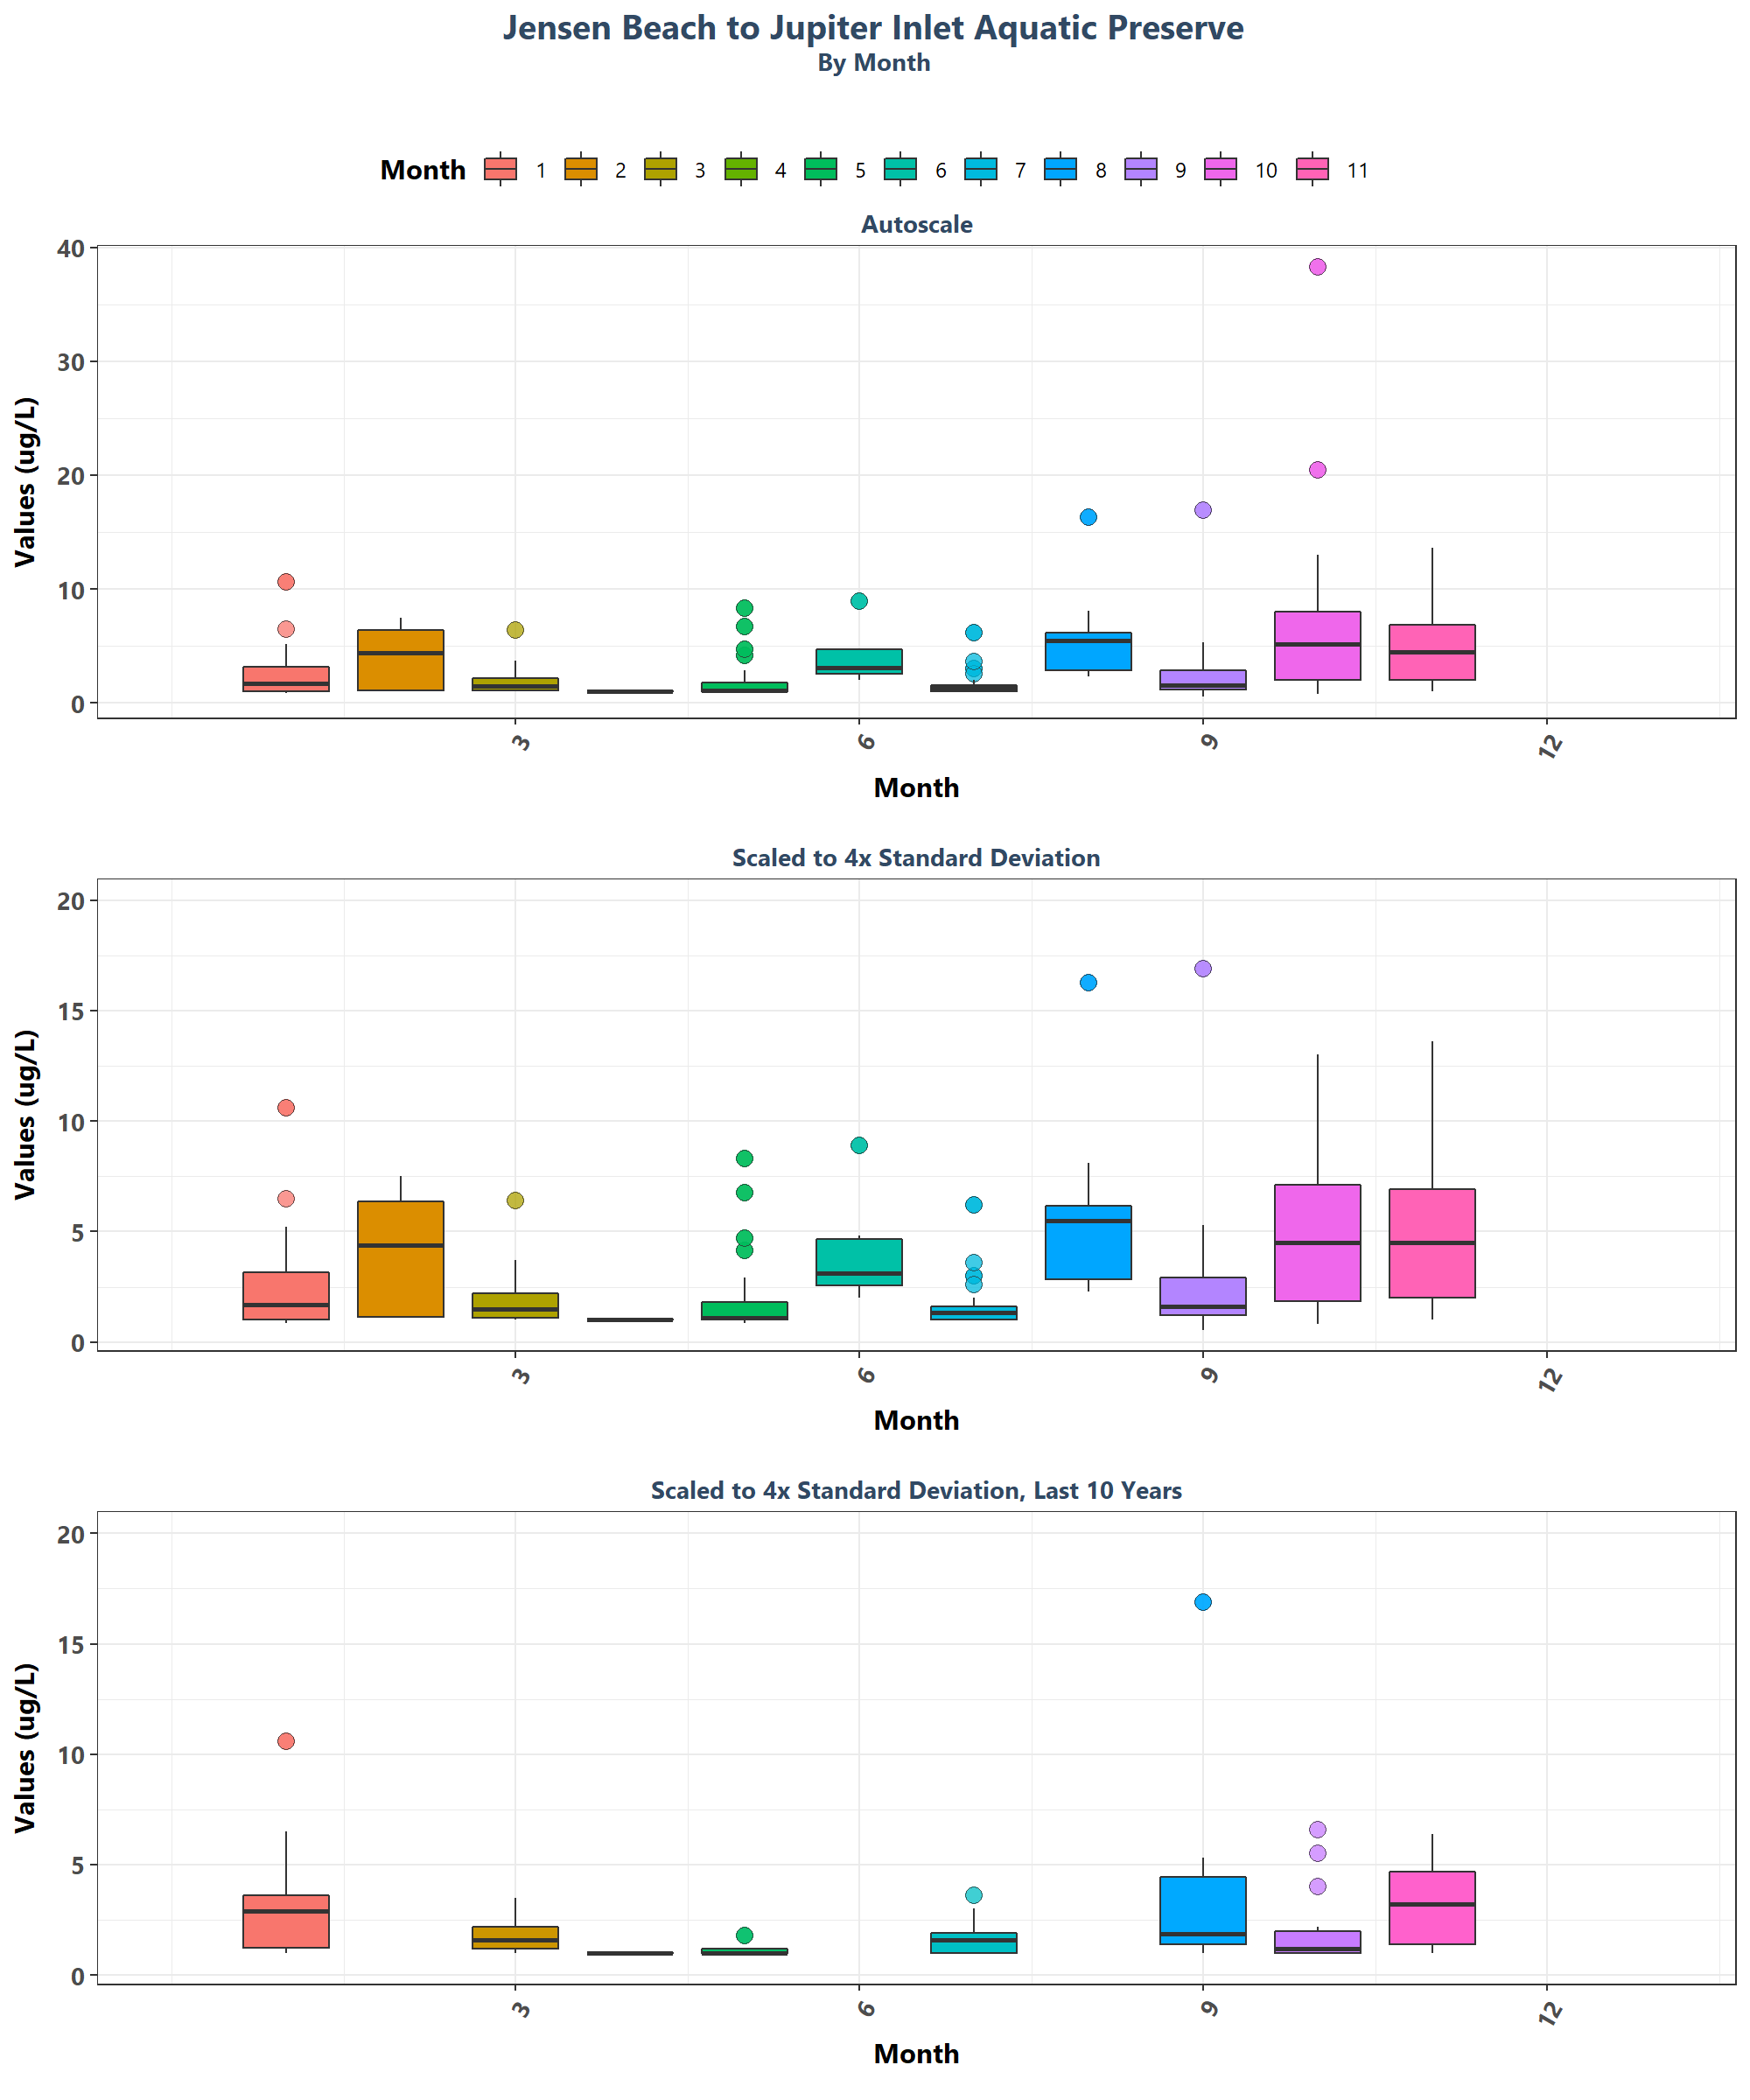 Jensen Beach to Jupiter Inlet Aquatic Preserve
By Month
Month 1 2 3 4 5 6 7 8 9 10 11
Autoscale
Values (ug/L)
40
30
20
10
0
3 6 9 12
Month
Scaled to 4x Standard Deviation
Values (ug/L)
20
15
10
5
0
3 6 9 12
Month
Scaled to 4x Standard Deviation, Last 10 Years
Values (ug/L)
20
15
10
5
0
3 6 9 12
Month